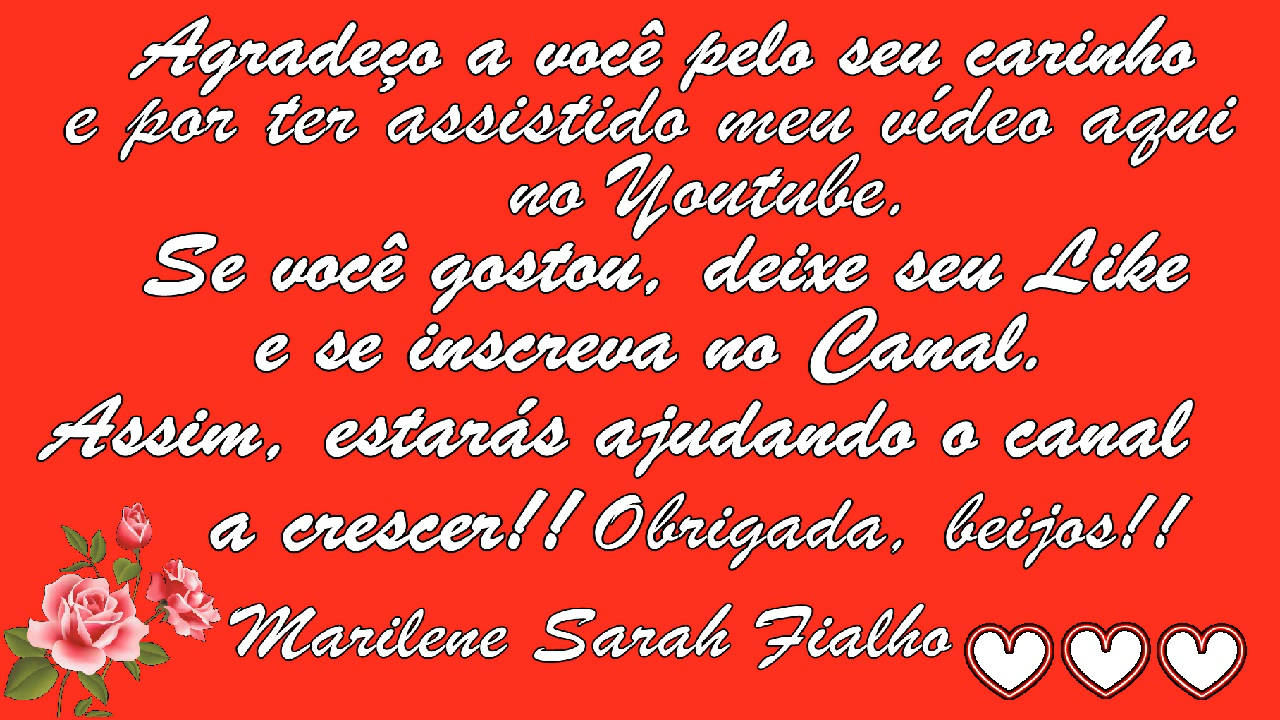 Agradeço a você pelo seu carinho
e por ter assistido meu vídeo aqui
no Youtube.
Se você gostou, deixe seu Like
e se inscreva no Canal.
Assim, estarás ajudando o canal
a crescer!! Obrigada, beijos!!
Marilene Sarah Fialho